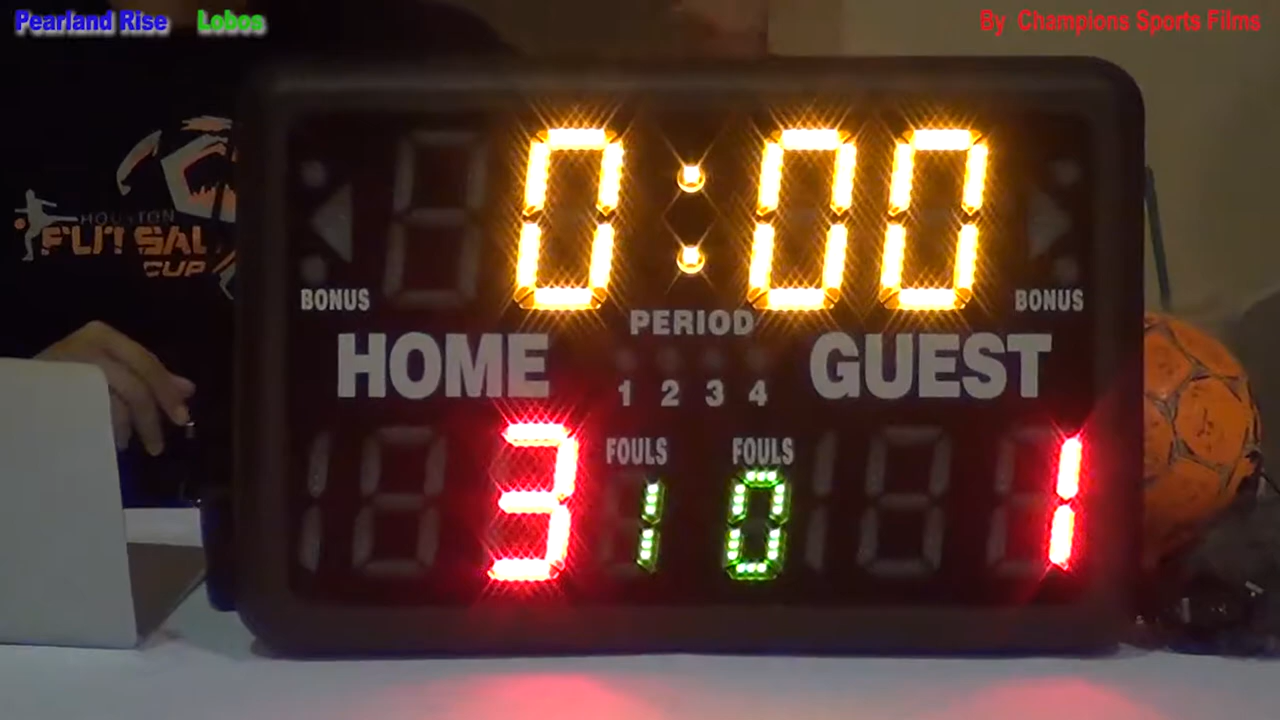 Pearland Rise Lobos
By Champions Sports Films
HOUSTON
FUTSAL
CUP
0:00
BONUS
BONUS
PERIOD
HOME
GUEST
1 2 3 4
FOULS
FOULS
3
1
0
1